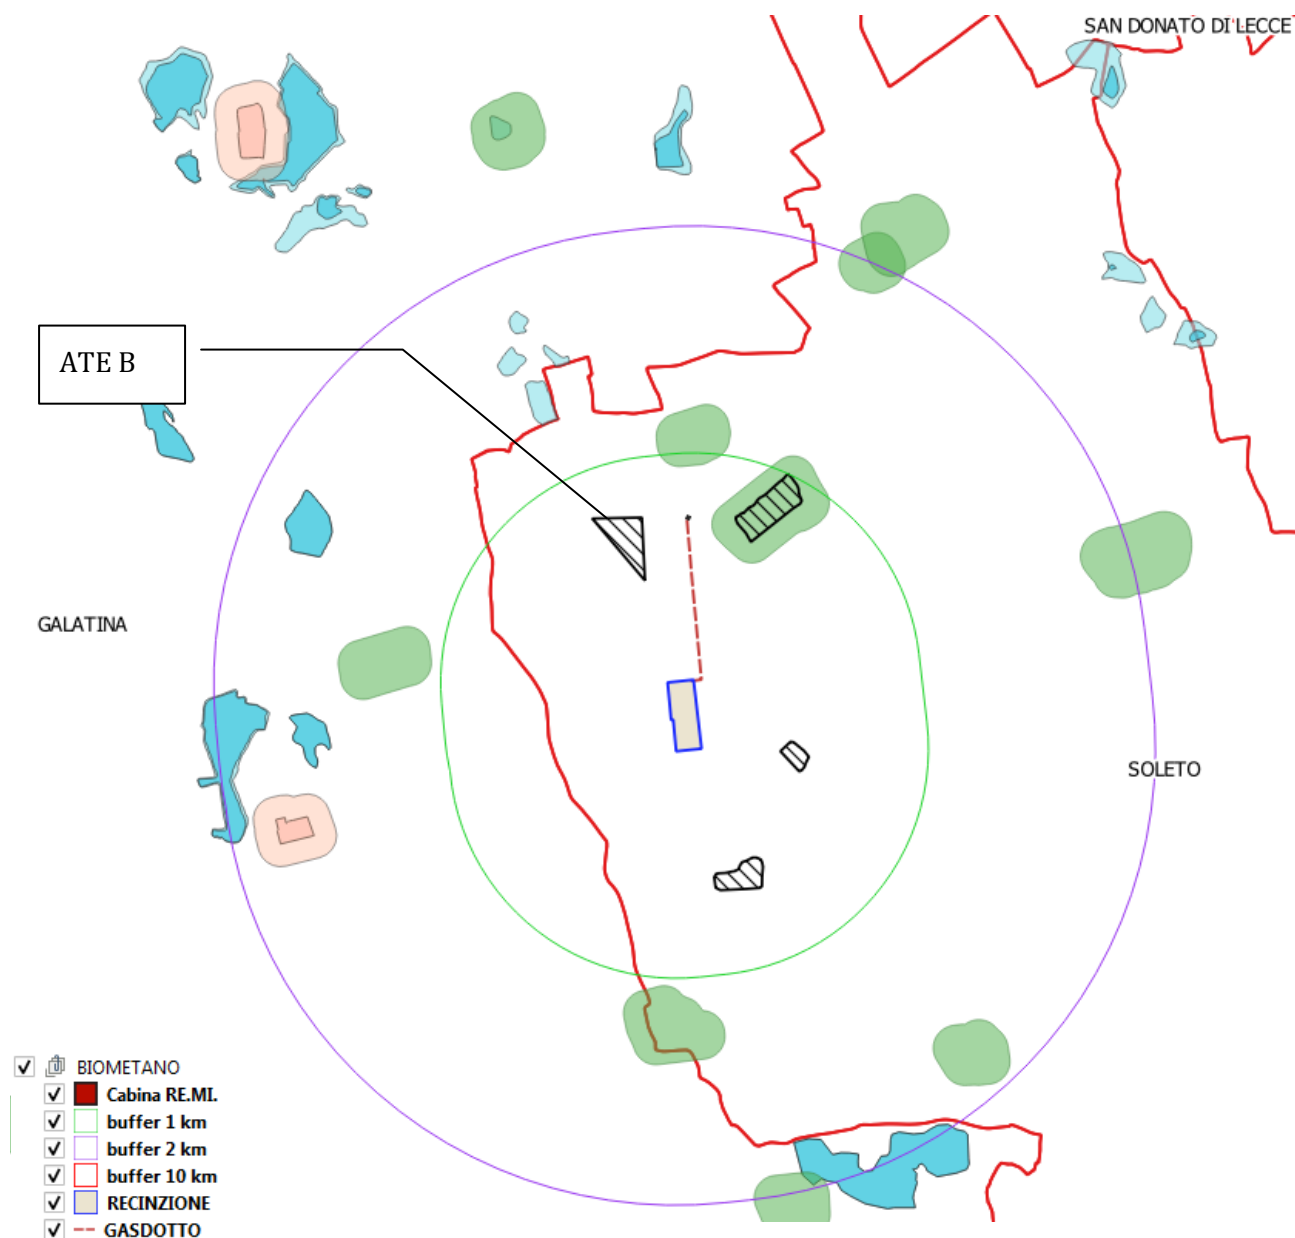 SAN DONATO DI LECCE
ATE B
GALATINA
SOLETO
BIOMETANO
Cabina RE.MI.
buffer 1 km
buffer 2 km
buffer 10 km
RECINZIONE
GASDOTTO